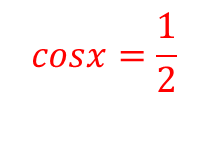 cosx = 1/2